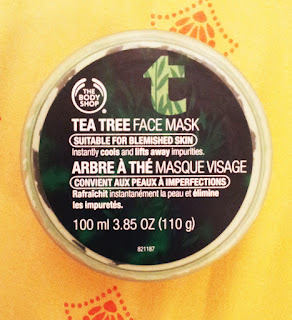 THE
BODY
SHOP
t
TEA TREE FACE MASK
SUITABLE FOR BLEMISHED SKIN
Instantly cools and lifts away impurities.
ARBRE À THÉ MASQUE VISAGE
CONVIENT AUX PEAUX À IMPERFECTIONS
Rafraîchit instantanément la peau et élimine
les impuretés.
100 ml 3.85 OZ (110 g)
821187